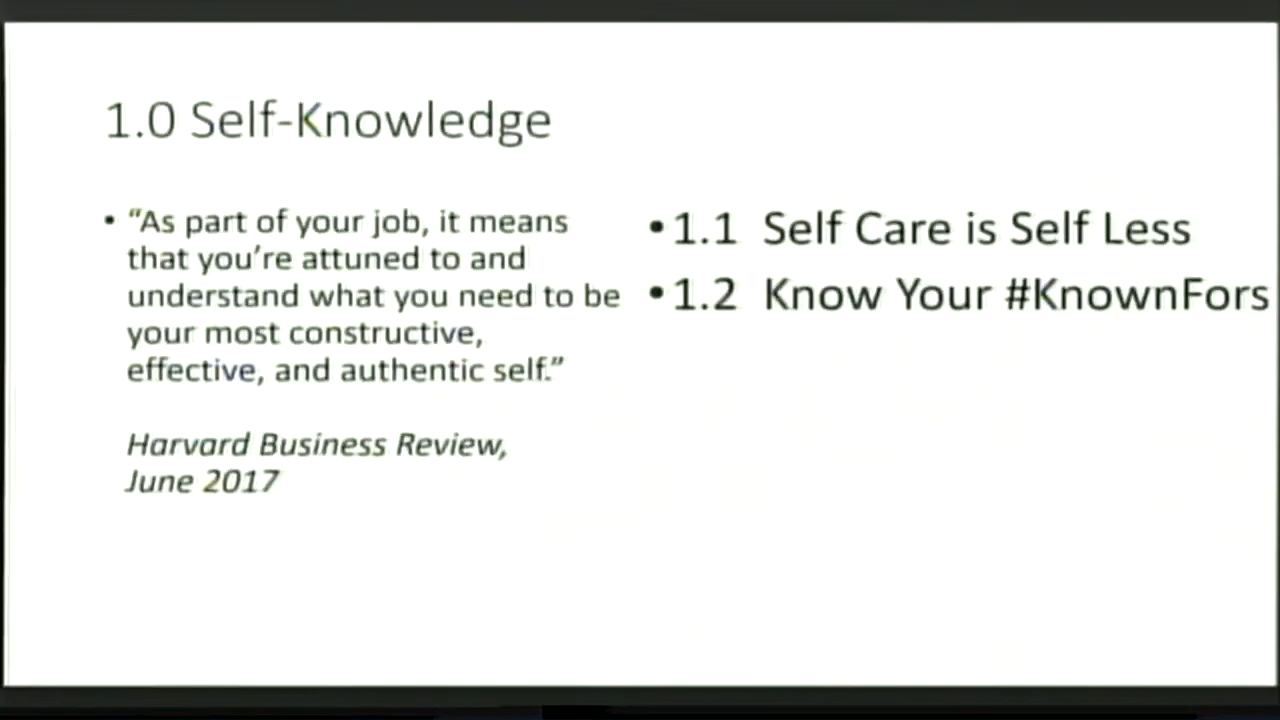 1.0 Self-Knowledge
• “As part of your job, it means
that you’re attuned to and
understand what you need to be
your most constructive,
effective, and authentic self.”
Harvard Business Review,
June 2017
• 1.1 Self Care is Self Less
• 1.2 Know Your #KnownFors